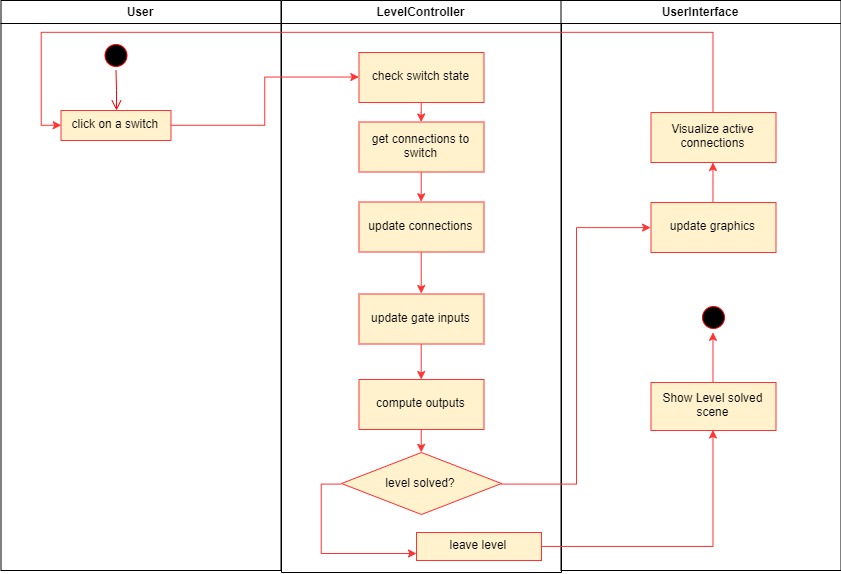 User
LevelController
UserInterface
click on a switch
check switch state
get connections to
switch
update connections
update gate inputs
compute outputs
level solved?
leave level
Visualize active
connections
update graphics
Show Level solved
scene